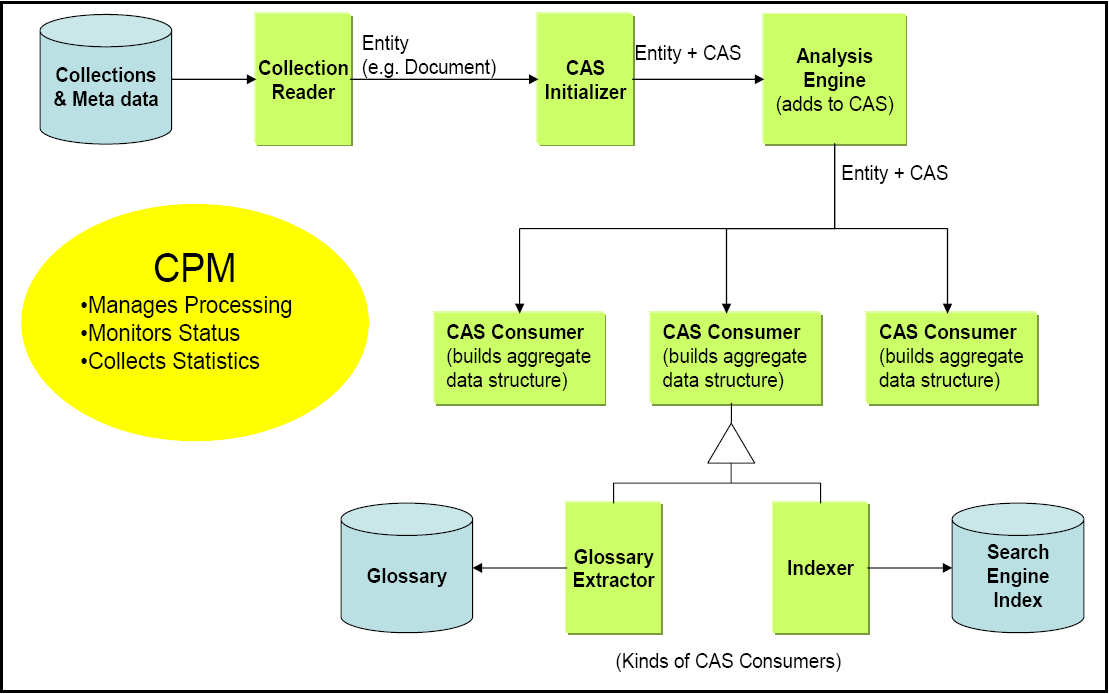 Collections
& Meta data
Collection
Reader
Entity
(e.g. Document)
CAS
Initializer
Entity + CAS
Analysis
Engine
(adds to CAS)
Entity + CAS
CPM
•Manages Processing
•Monitors Status
•Collects Statistics
CAS Consumer
(builds aggregate
data structure)
CAS Consumer
(builds aggregate
data structure)
CAS Consumer
(builds aggregate
data structure)
Glossary
Glossary
Extractor
Indexer
Search
Engine
Index
(Kinds of CAS Consumers)